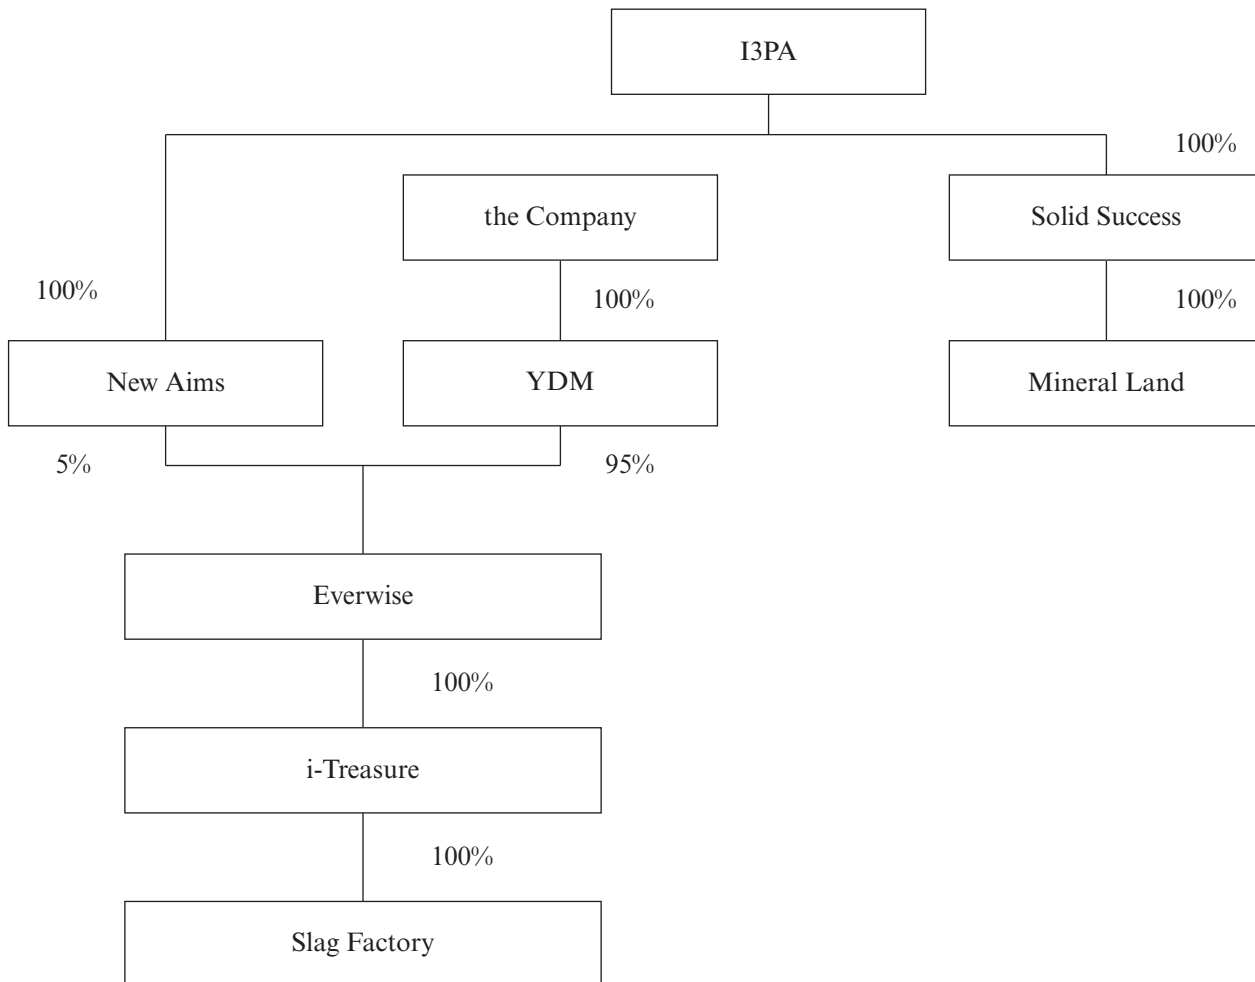 I3PA
100%
the Company
Solid Success
100%
100%
100%
New Aims
YDM
Mineral Land
5%
95%
Everwise
100%
i-Treasure
100%
Slag Factory